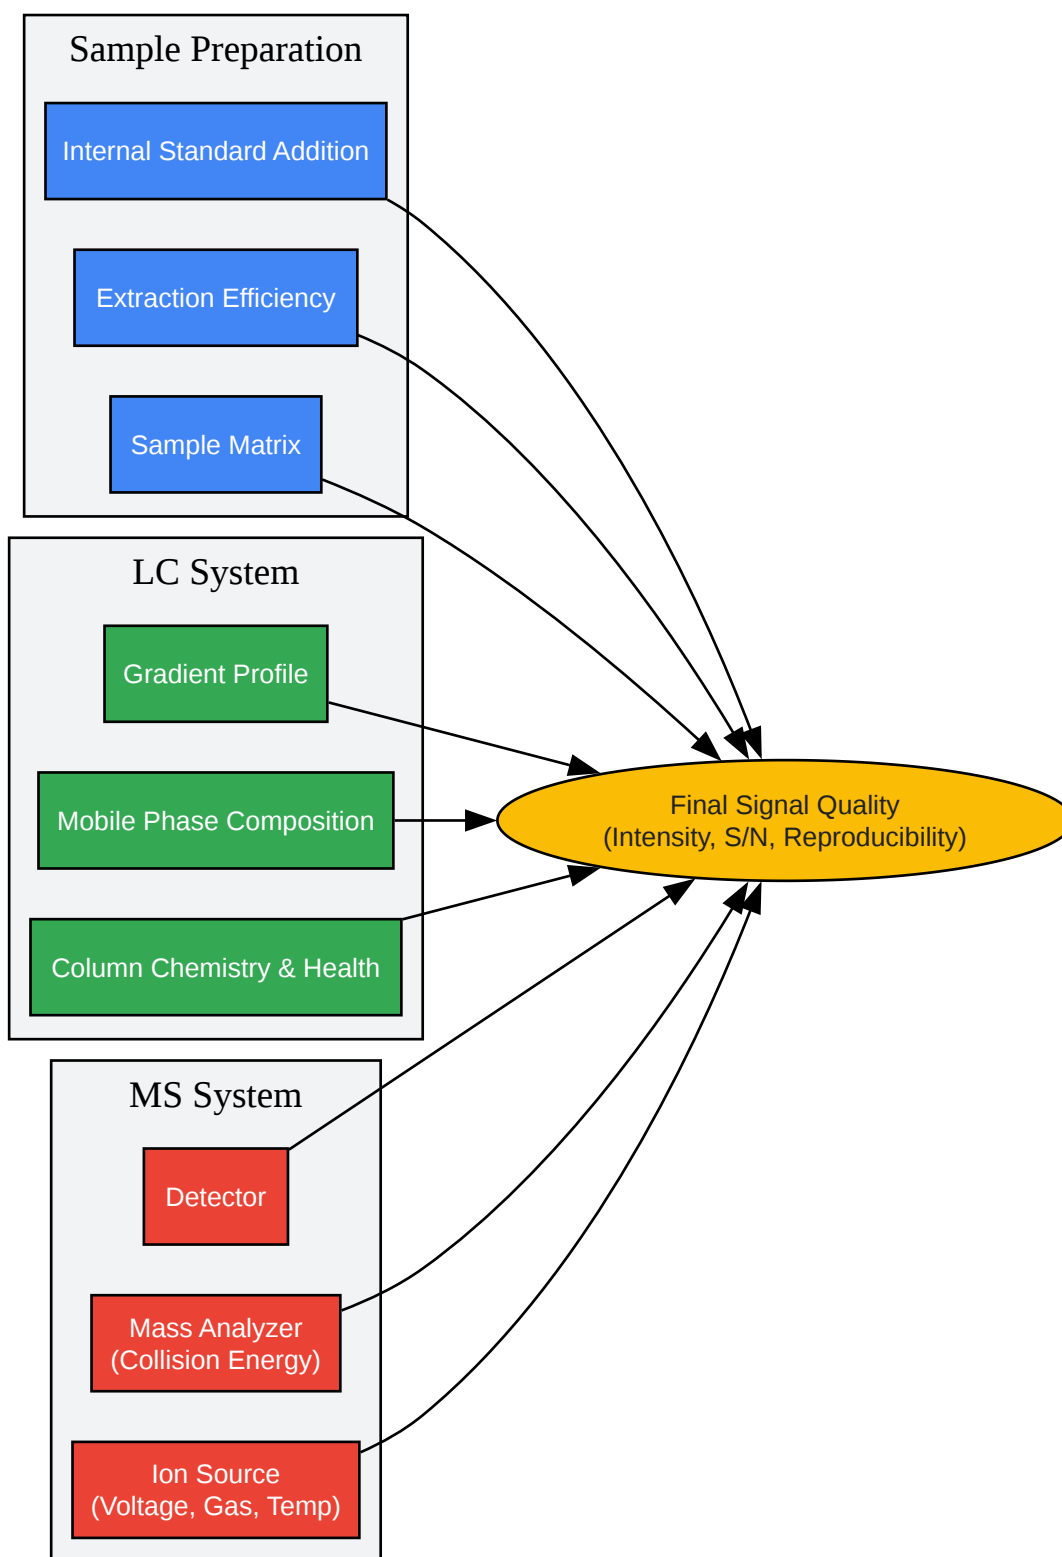 Sample Preparation
Internal Standard Addition
Extraction Efficiency
Sample Matrix
LC System
Gradient Profile
Mobile Phase Composition
Column Chemistry & Health
MS System
Detector
Mass Analyzer
(Collision Energy)
Ion Source
(Voltage, Gas, Temp)
Final Signal Quality
(Intensity, S/N, Reproducibility)